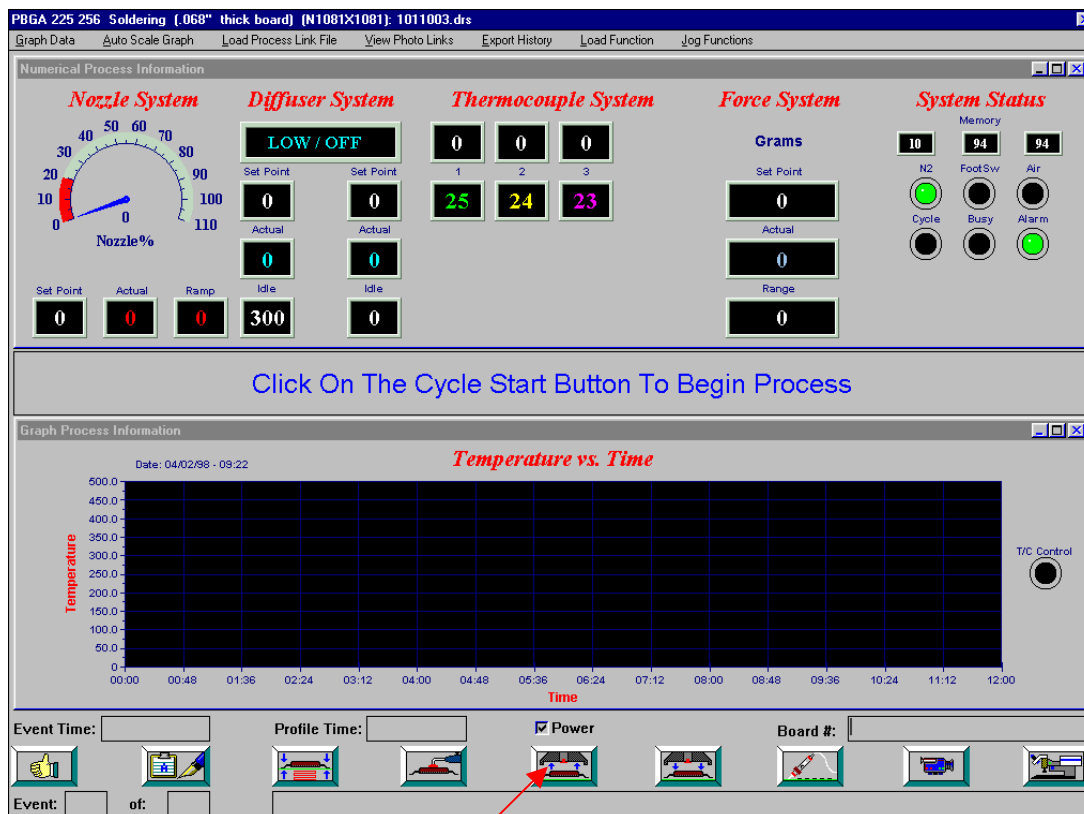 PBGA 225 256 Soldering (.068" thick board) (N1081X1081): 1011003.drs
Graph Data Auto Scale Graph Load Process Link File View Photo Links Export History Load Function Jog Functions
Numerical Process Information
Nozzle System Diffuser System Thermocouple System Force System System Status
0 10 20 30 40 50 60 70 80 90 100 110
0
Nozzle%
Set Point Actual Ramp
0 0 0
LOW / OFF
Set Point Set Point
0 0
Actual Actual
0 0
Idle Idle
300 0
0 0 0
1 2 3
25 24 23
Grams
Set Point
0
Actual
0
Range
0
Memory
10 94 94
N2 FootSw Air
Cycle Busy Alarm
Click On The Cycle Start Button To Begin Process
Graph Process Information
Date: 04/02/98 - 09:22
Temperature vs. Time
500.0
450.0
400.0
350.0
300.0
250.0
200.0
150.0
100.0
50.0
0
Temperature
00:00 00:48 01:36 02:24 03:12 04:00 04:48 05:36 06:24 07:12 08:00 08:48 09:36 10:24 11:12 12:00
Time
T/C Control
Event Time: Profile Time: Power Board #:
A
Event: of: